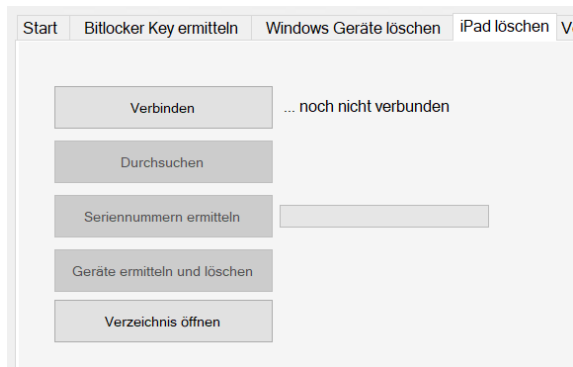 Start Bitlocker Key ermitteln Windows Geräte löschen iPad löschen
Verbinden ... noch nicht verbunden
Durchsuchen
Seriennummern ermitteln
Geräte ermitteln und löschen
Verzeichnis öffnen